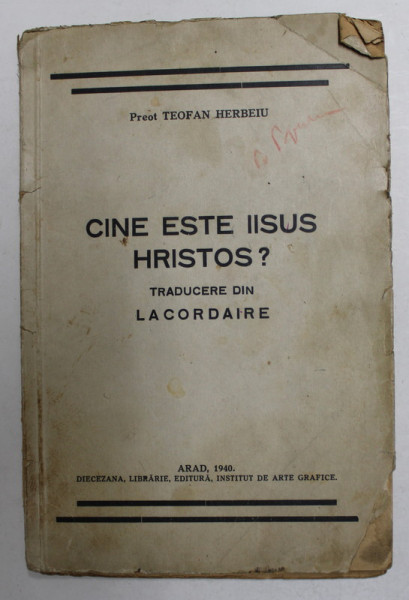 Preot TEOFAN HERBEIU
CINE ESTE IISUS
HRISTOS?
TRADUCERE DIN
LACORDAIRE
ARAD, 1940.
DIECEZANA, LIBRĂRIE, EDITURĂ, INSTITUT DE ARTE GRAFICE.